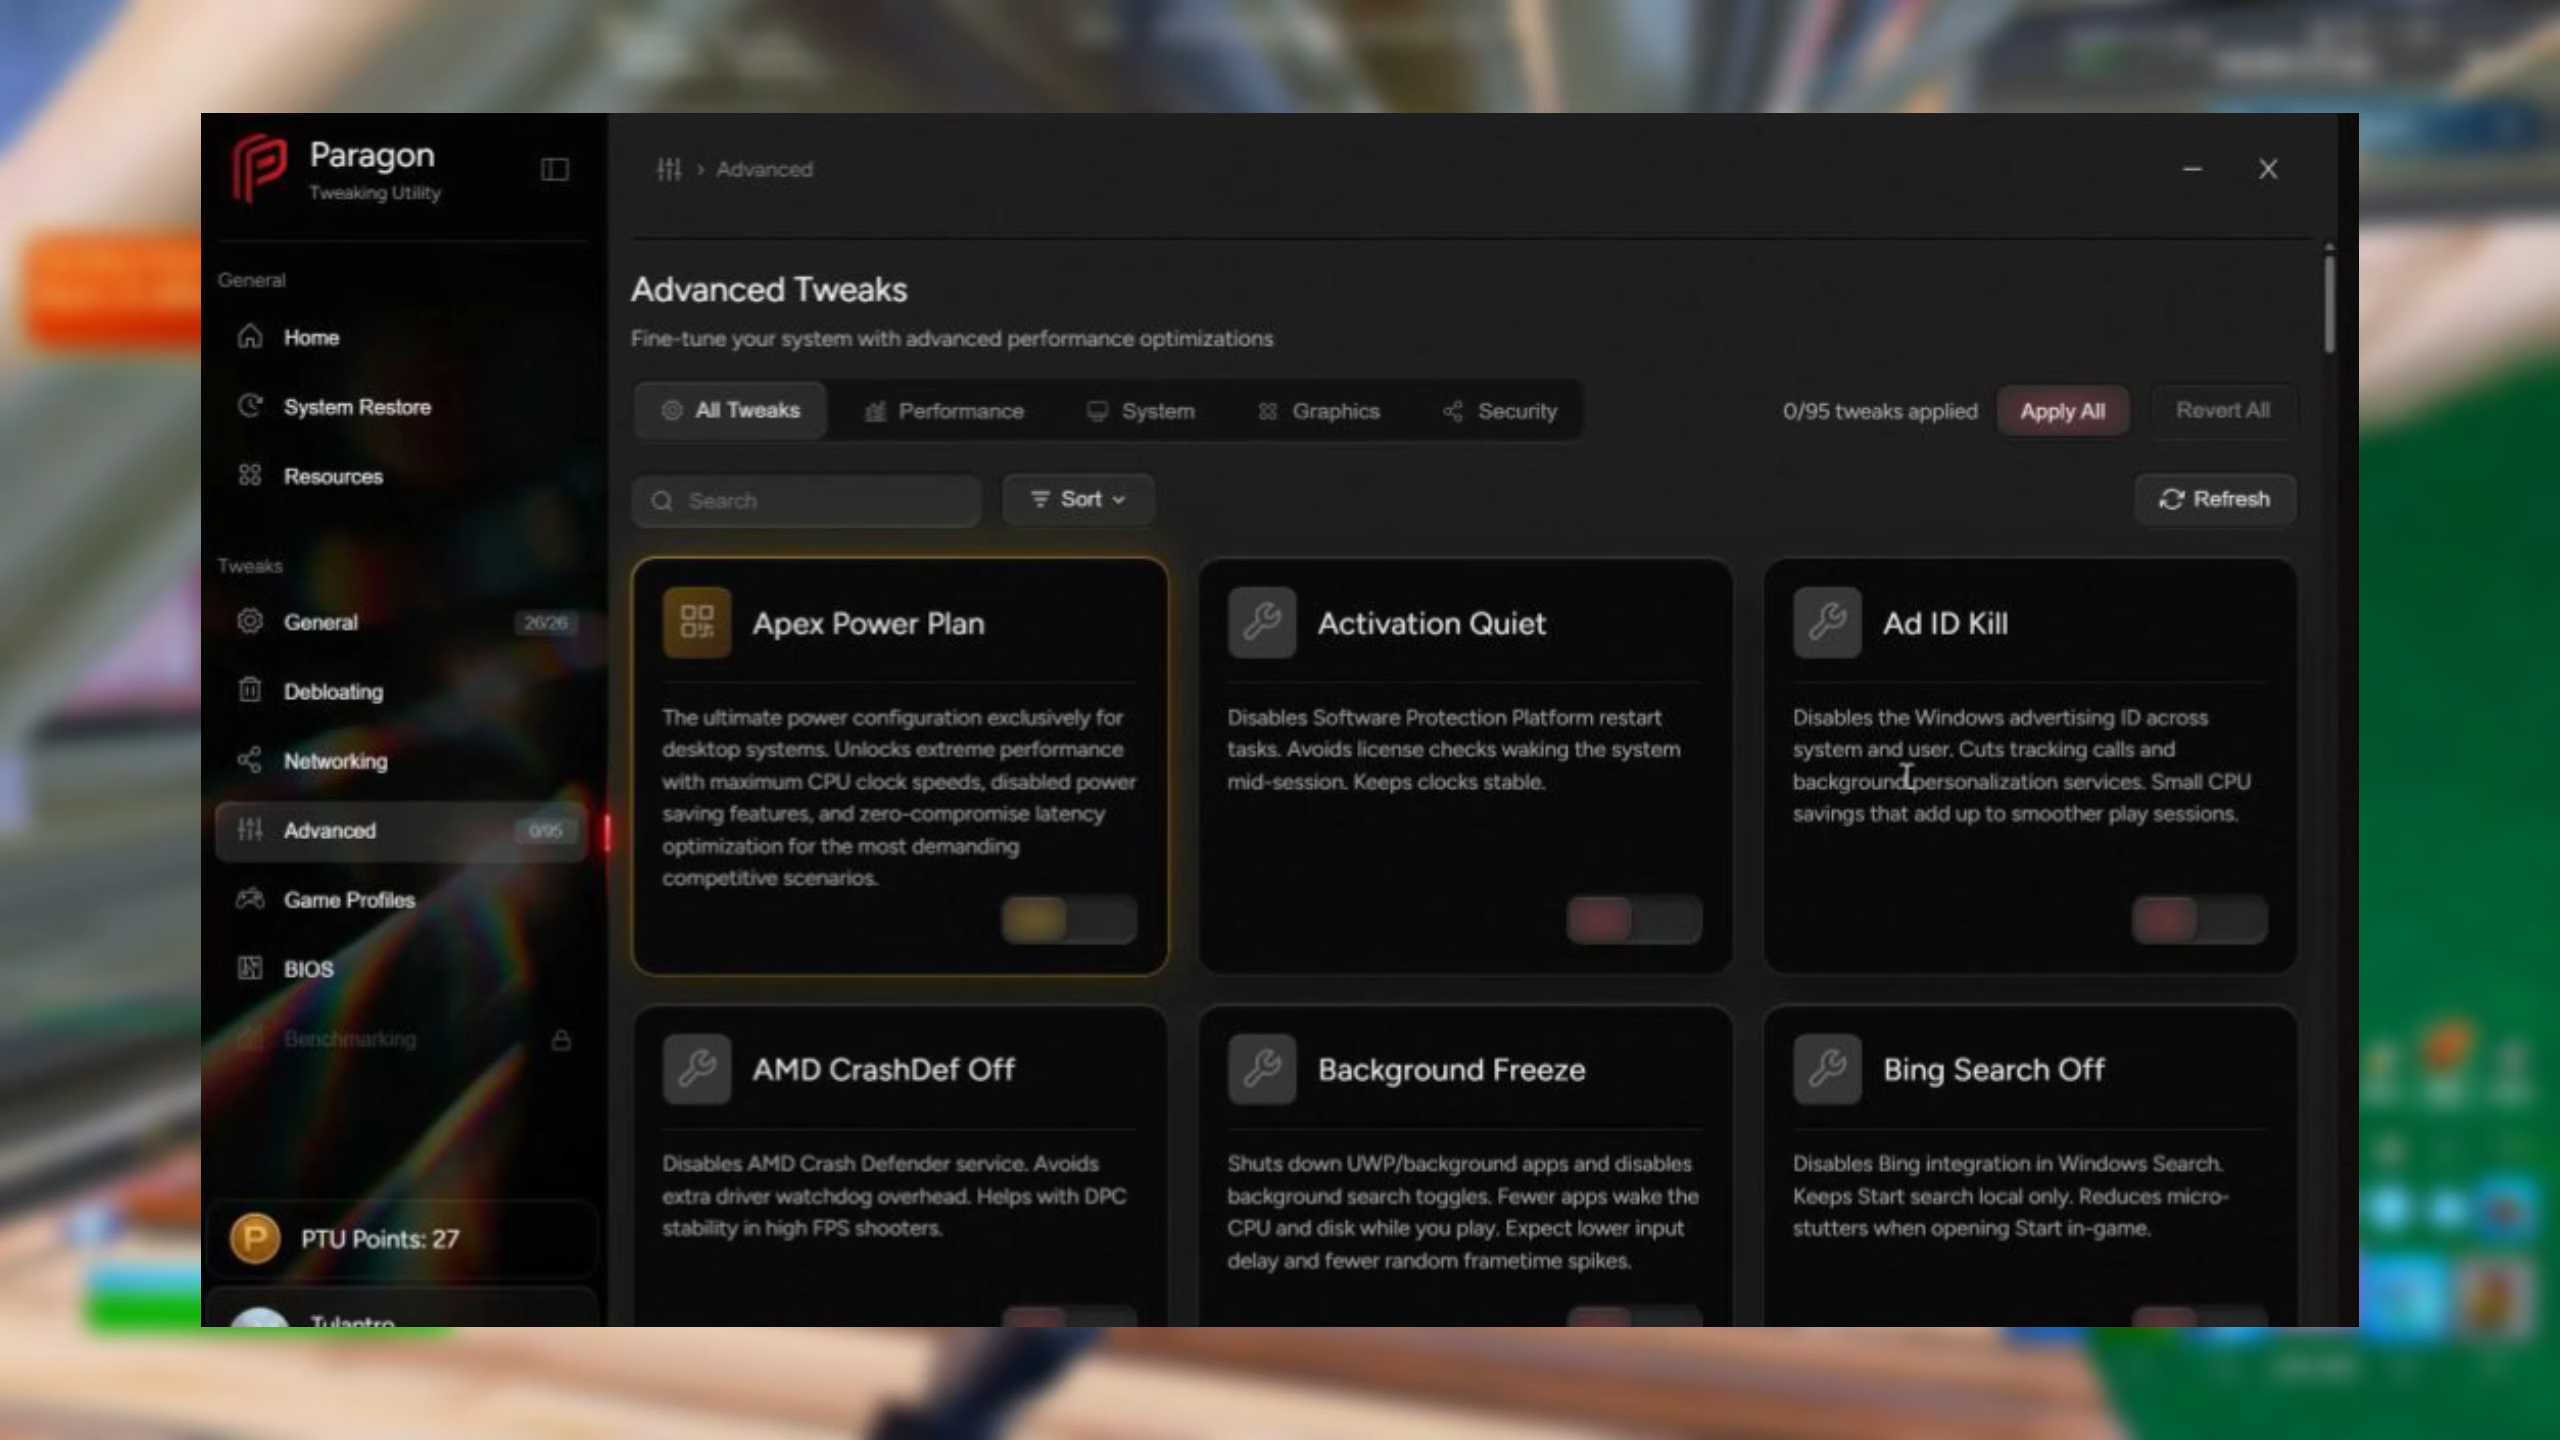 Paragon
Tweaking Utility
General
Home
System Restore
Resources
Tweaks
General 26/26
Debloating
Networking
Advanced 0/95
Game Profiles
BIOS
Benchmarking
PTU Points: 27
Tulantro
› Advanced
Advanced Tweaks
Fine-tune your system with advanced performance optimizations
All Tweaks Performance System Graphics Security
0/95 tweaks applied Apply All Revert All
Search Sort Refresh
Apex Power Plan
The ultimate power configuration exclusively for
desktop systems. Unlocks extreme performance
with maximum CPU clock speeds, disabled power
saving features, and zero-compromise latency
optimization for the most demanding
competitive scenarios.
Activation Quiet
Disables Software Protection Platform restart
tasks. Avoids license checks waking the system
mid-session. Keeps clocks stable.
Ad ID Kill
Disables the Windows advertising ID across
system and user. Cuts tracking calls and
background personalization services. Small CPU
savings that add up to smoother play sessions.
AMD CrashDef Off
Disables AMD Crash Defender service. Avoids
extra driver watchdog overhead. Helps with DPC
stability in high FPS shooters.
Background Freeze
Shuts down UWP/background apps and disables
background search toggles. Fewer apps wake the
CPU and disk while you play. Expect lower input
delay and fewer random frametime spikes.
Bing Search Off
Disables Bing integration in Windows Search.
Keeps Start search local only. Reduces micro-
stutters when opening Start in-game.